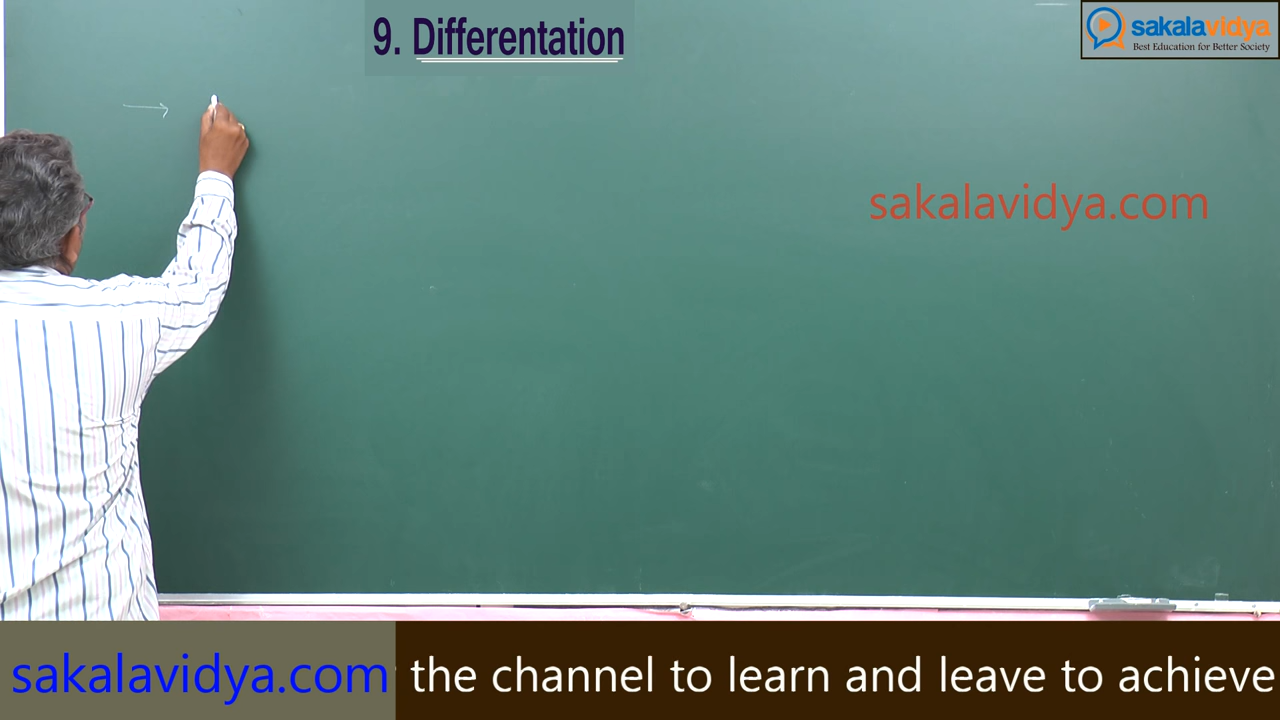 9. Differentation
sakalavidya
Best Education for Better Society
sakalavidya.com
sakalavidya.com the channel to learn and leave to achieve